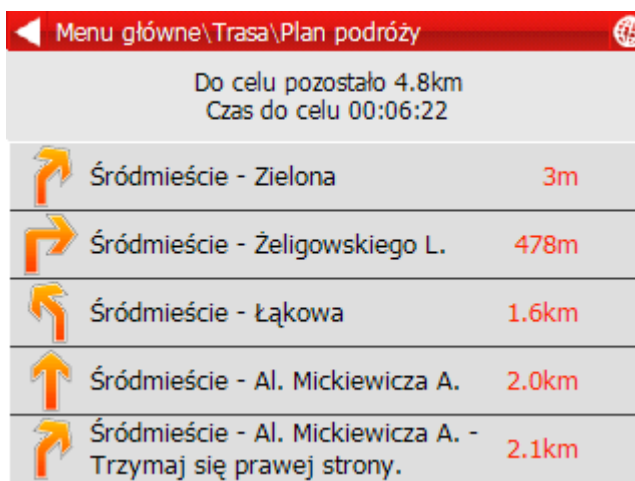 Menu główne\Trasa\Plan podróży
Do celu pozostało 4.8km
Czas do celu 00:06:22
Śródmieście - Zielona 3m
Śródmieście - Żeligowskiego L. 478m
Śródmieście - Łąkowa 1.6km
Śródmieście - Al. Mickiewicza A. 2.0km
Śródmieście - Al. Mickiewicza A. -
Trzymaj się prawej strony. 2.1km